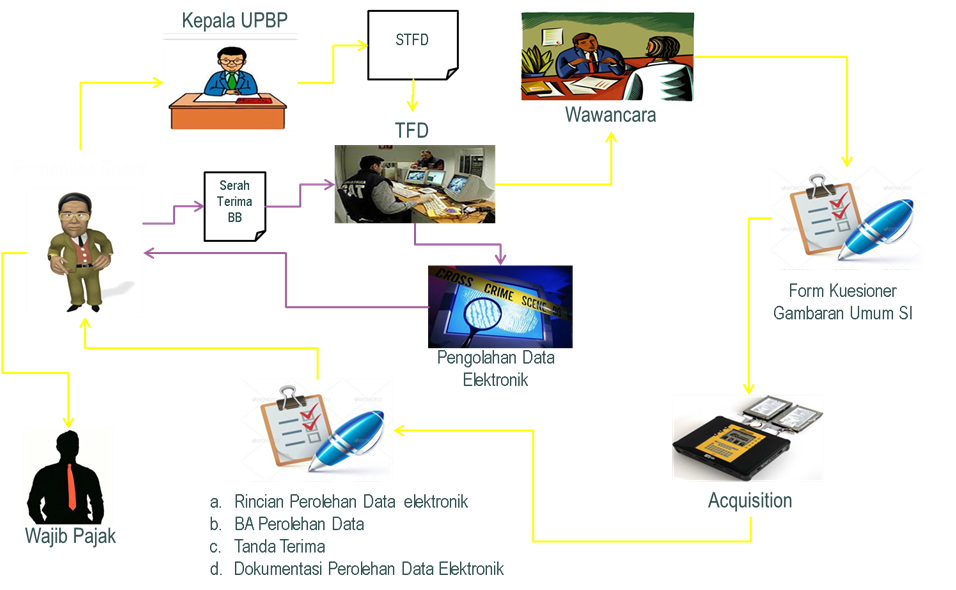 Kepala UPBP
STFD
Wawancara
TFD
Serah
Terima
BB
CAT
CROSS CRIME SCENE
Form Kuesioner
Gambaran Umum SI
Pengolahan Data
Elektronik
Acquisition
a. Rincian Perolehan Data elektronik
b. BA Perolehan Data
c. Tanda Terima
d. Dokumentasi Perolehan Data Elektronik
Wajib Pajak